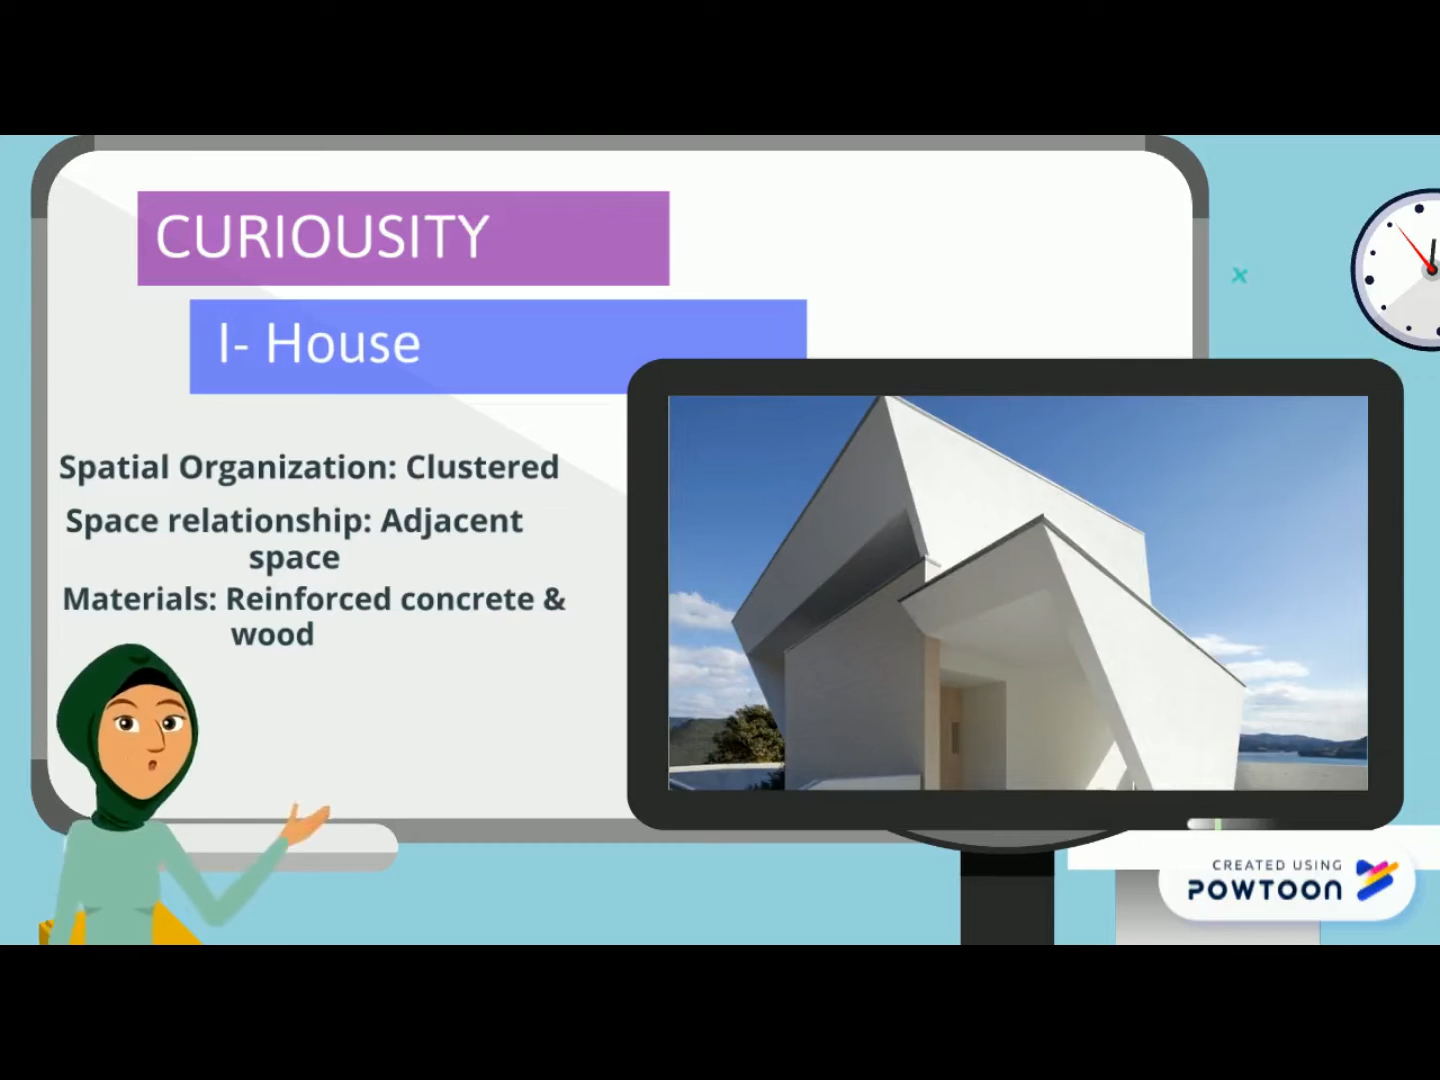 CURIOUSITY
I- House
Spatial Organization: Clustered
Space relationship: Adjacent
space
Materials: Reinforced concrete &
wood
CREATED USING
POWTOON